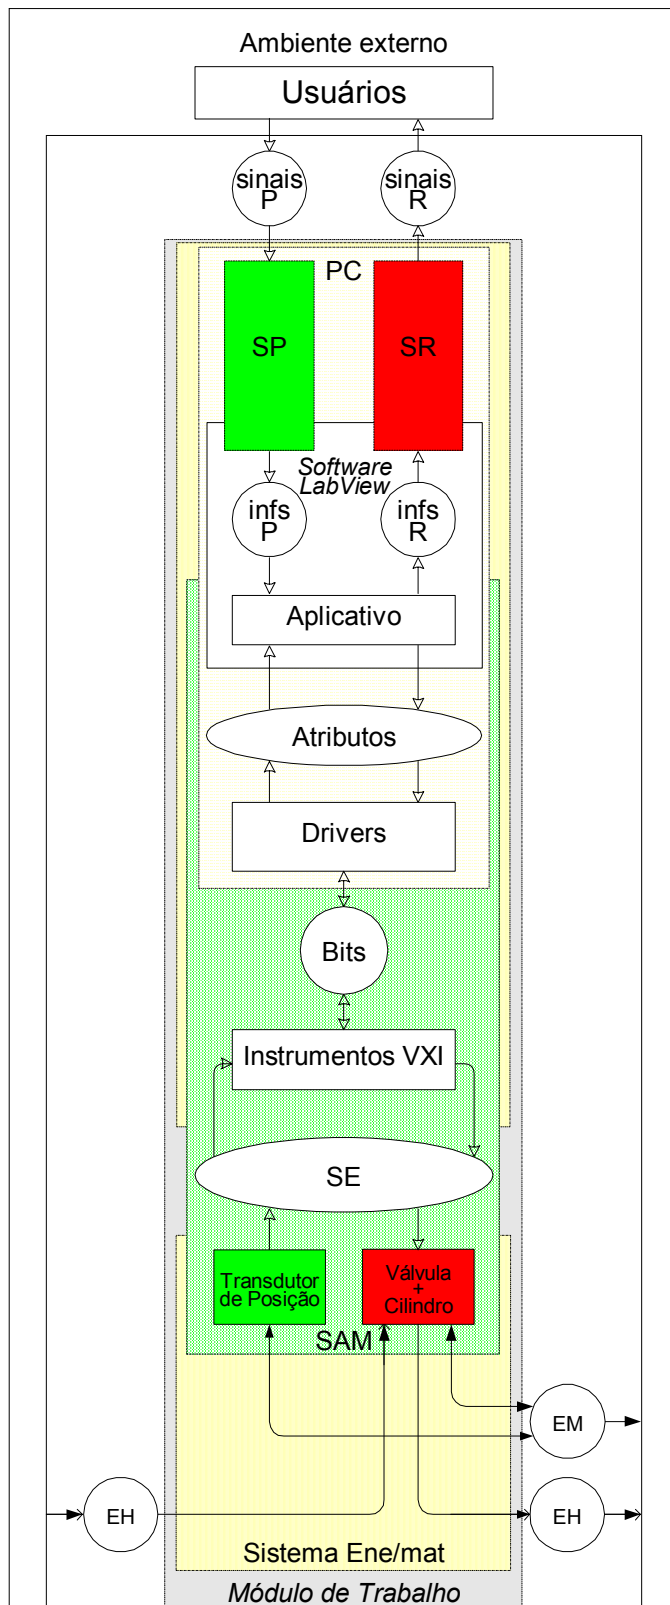 Ambiente externo
Usuários
sinais
P
sinais
R
PC
SP
SR
Software
LabView
infs
P
infs
R
Aplicativo
Atributos
Drivers
Bits
Instrumentos VXI
SE
Transdutor
de Posição
Válvula
+
Cilindro
SAM
EM
EH
EH
Sistema Ene/mat
Módulo de Trabalho